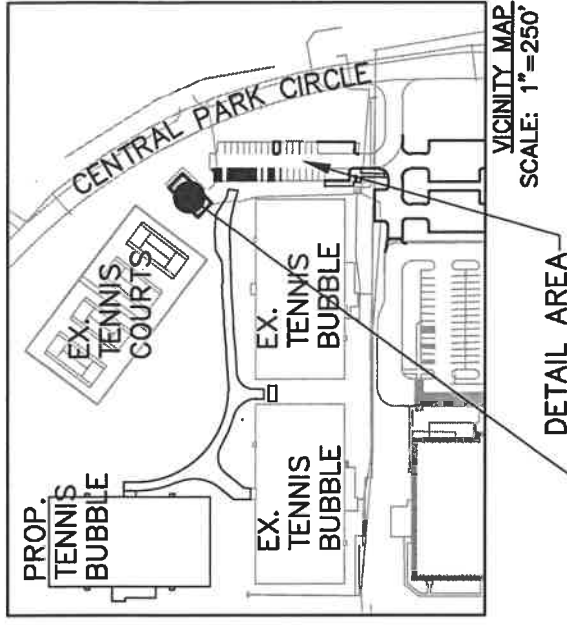 PROP.
TENNIS
BUBBLE
EX.
TENNIS
COURTS
CENTRAL PARK CIRCLE
EX.
TENNIS
BUBBLE
EX.
TENNIS
BUBBLE
DETAIL AREA
VICINITY MAP
SCALE: 1"=250'